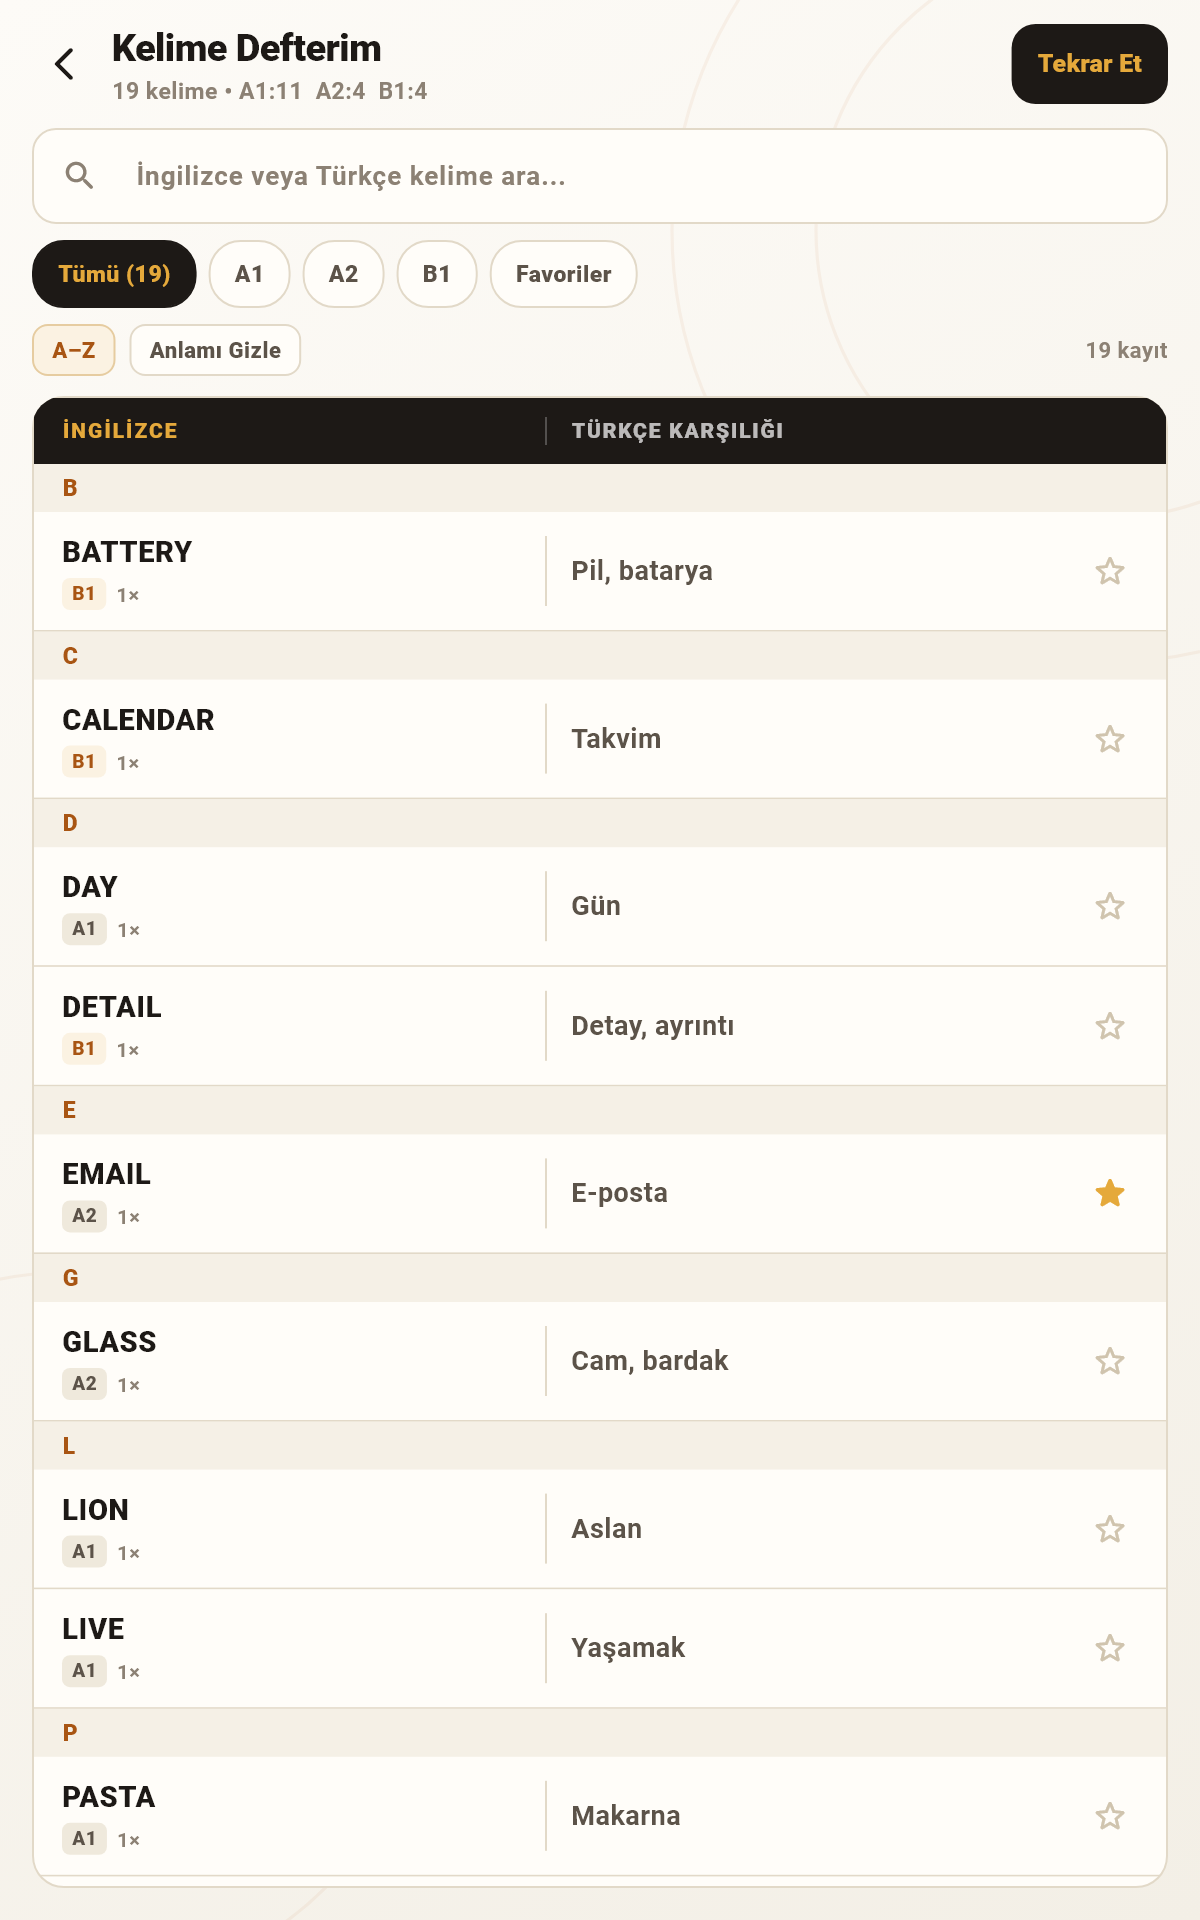 Kelime Defterim
19 kelime • A1:11 A2:4 B1:4
Tekrar Et
İngilizce veya Türkçe kelime ara...
Tümü (19)
A1
A2
B1
Favoriler
A–Z
Anlamı Gizle
19 kayıt
İNGİLİZCE
TÜRKÇE KARŞILIĞI
B
BATTERY
B1 1×
Pil, batarya
C
CALENDAR
B1 1×
Takvim
D
DAY
A1 1×
Gün
DETAIL
B1 1×
Detay, ayrıntı
E
EMAIL
A2 1×
E-posta
G
GLASS
A2 1×
Cam, bardak
L
LION
A1 1×
Aslan
LIVE
A1 1×
Yaşamak
P
PASTA
A1 1×
Makarna